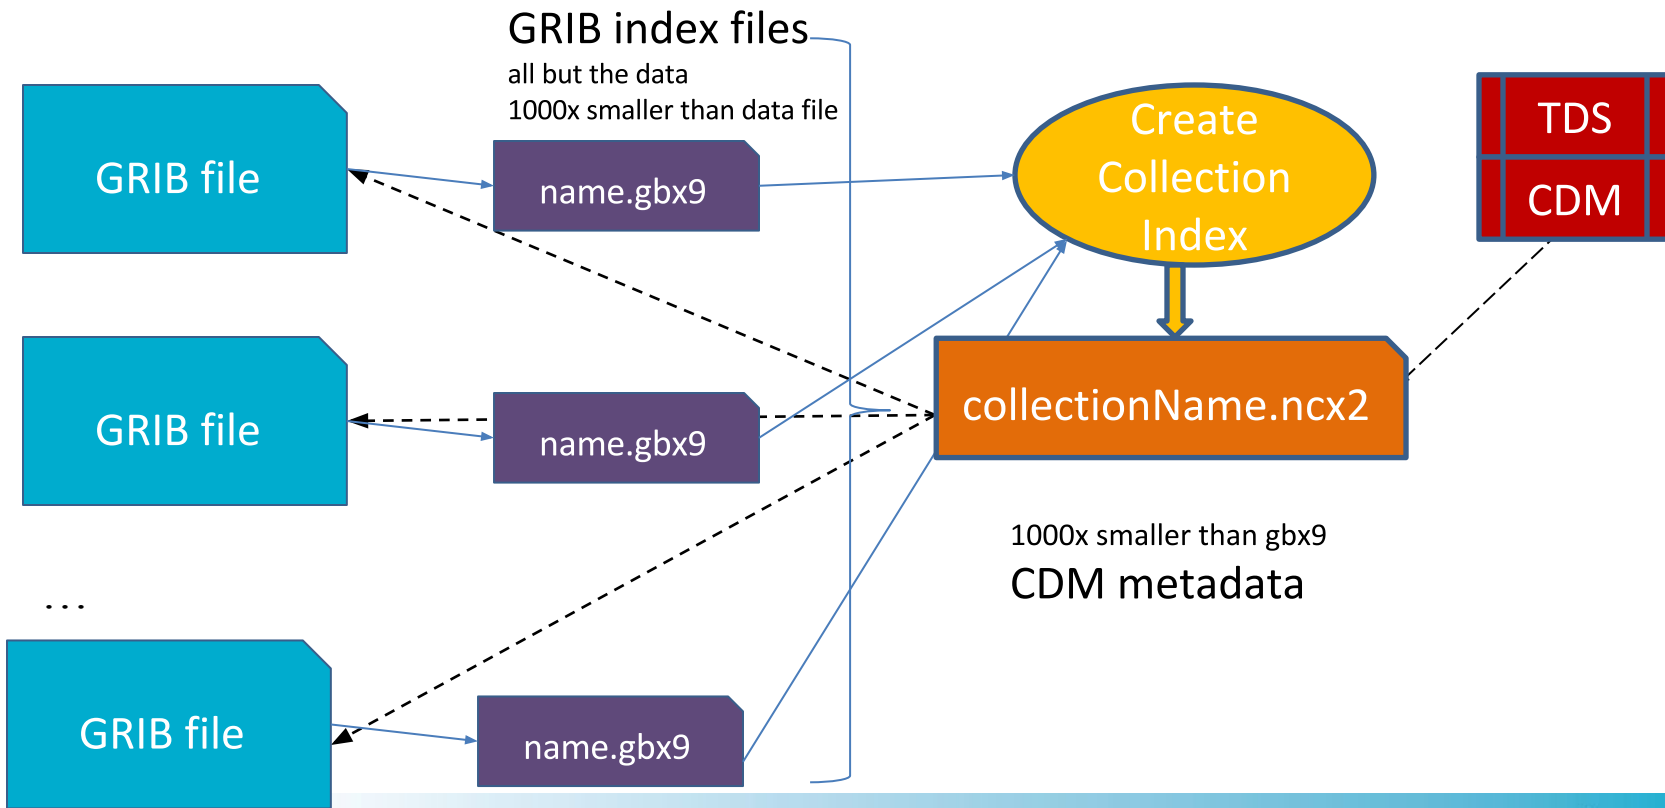 GRIB index files
all but the data
1000x smaller than data file
GRIB file
name.gbx9
Create
Collection
Index
TDS
CDM
GRIB file
name.gbx9
collectionName.ncx2
1000x smaller than gbx9
CDM metadata
...
GRIB file
name.gbx9